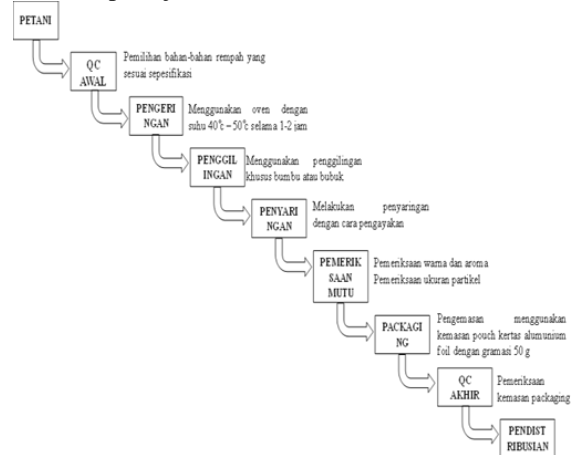 PETANI
QC
AWAL
Pemilihan bahan-bahan rempah yang
sesuai sepesifikasi
PENGERI
NGAN
Menggunakan oven dengan
suhu 40°c – 50°c selama 1-2 jam
PENGGIL
INGAN
Menggunakan penggilingan
khusus bumbu atau bubuk
PENYARI
NGAN
Melakukan penyaringan
dengan cara pengayakan
PEMERIK
SAAN
MUTU
Pemeriksaan warna dan aroma
Pemeriksaan ukuran partikel
PACKAGI
NG
Pengemasan menggunakan
kemasan pouch kertas alumunium
foil dengan gramasi 50 g
QC
AKHIR
Pemeriksaan
kemasan packaging
PENDIST
RIBUSIAN